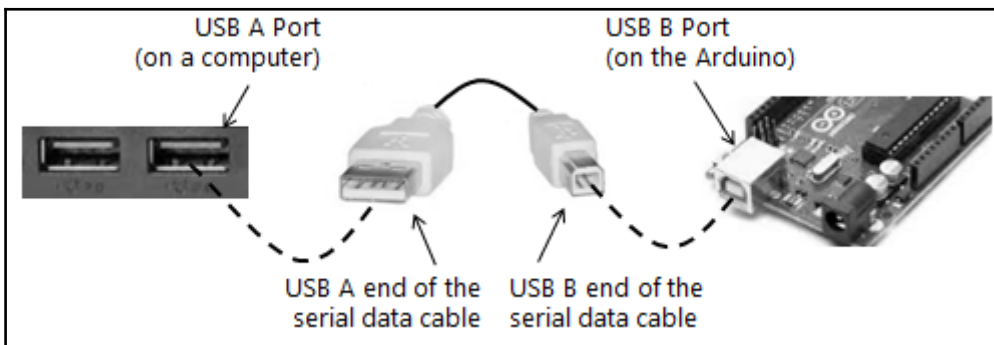 USB A Port
(on a computer)
USB B Port
(on the Arduino)
USB A end of the
serial data cable
USB B end of the
serial data cable